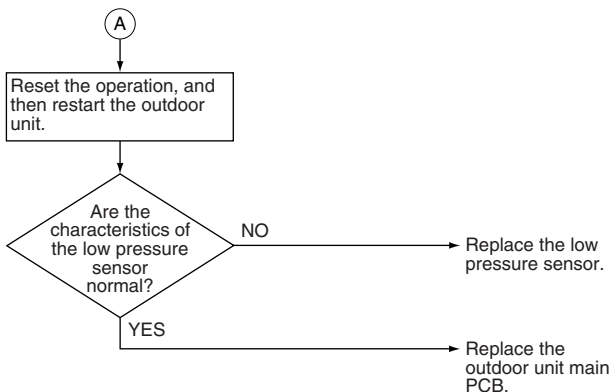 A
Reset the operation, and
then restart the outdoor
unit.
Are the
characteristics of
the low pressure
sensor
normal?
NO
Replace the low
pressure sensor.
YES
Replace the
outdoor unit main
PCB.